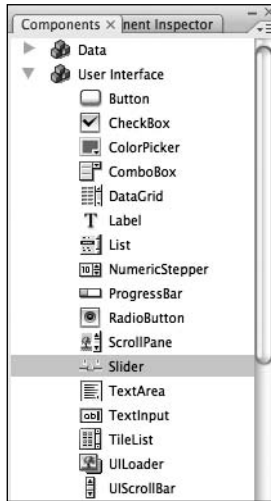 Components × nent Inspector
Data
User Interface
Button
CheckBox
ColorPicker
ComboBox
DataGrid
Label
List
NumericStepper
ProgressBar
RadioButton
ScrollPane
Slider
TextArea
TextInput
TileList
UILoader
UIScrollBar